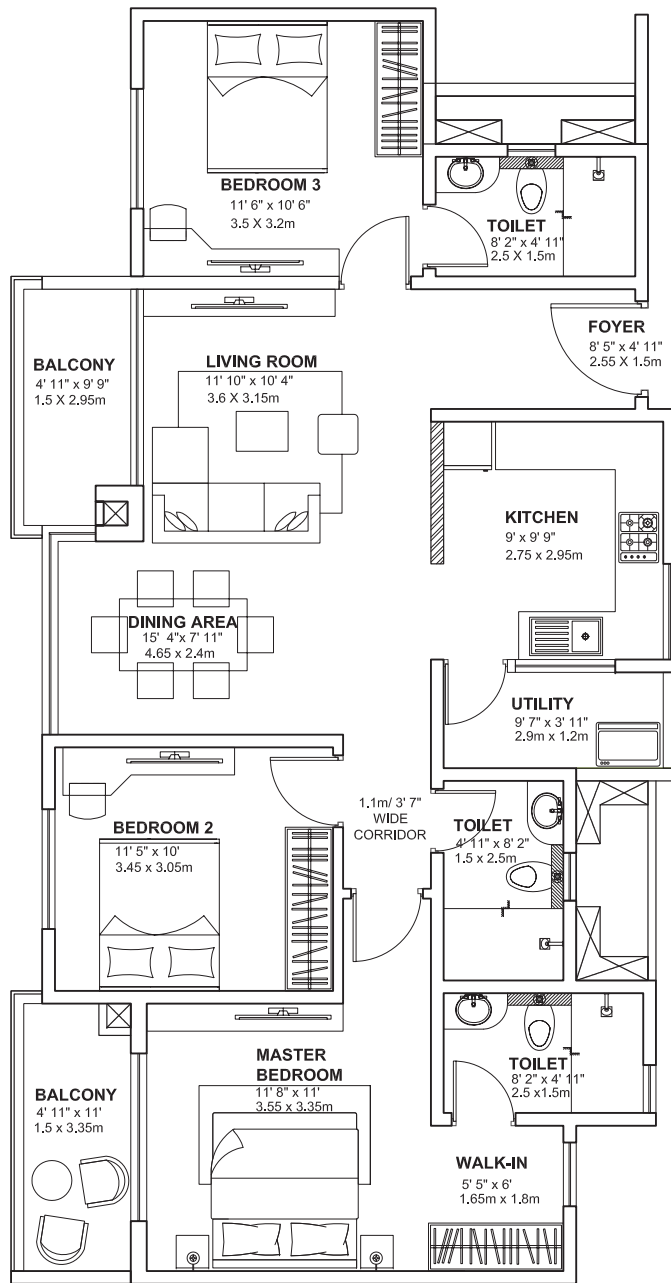 BEDROOM 3
11' 6" x 10' 6"
3.5 X 3.2m
TOILET
8' 2" x 4' 11"
2.5 X 1.5m
FOYER
8' 5" x 4' 11"
2.55 X 1.5m
BALCONY
4' 11" x 9' 9"
1.5 X 2.95m
LIVING ROOM
11' 10" x 10' 4"
3.6 X 3.15m
KITCHEN
9' x 9' 9"
2.75 x 2.95m
DINING AREA
15' 4"x 7' 11"
4.65 x 2.4m
UTILITY
9' 7" x 3' 11"
2.9m x 1.2m
1.1m/ 3' 7"
WIDE
CORRIDOR
TOILET
4' 11" x 8' 2"
1.5 x 2.5m
BEDROOM 2
11' 5" x 10'
3.45 x 3.05m
MASTER
BEDROOM
11' 8" x 11'
3.55 x 3.35m
TOILET
8' 2" x 4' 11"
2.5 x1.5m
BALCONY
4' 11" x 11'
1.5 x 3.35m
WALK-IN
5' 5" x 6'
1.65m x 1.8m